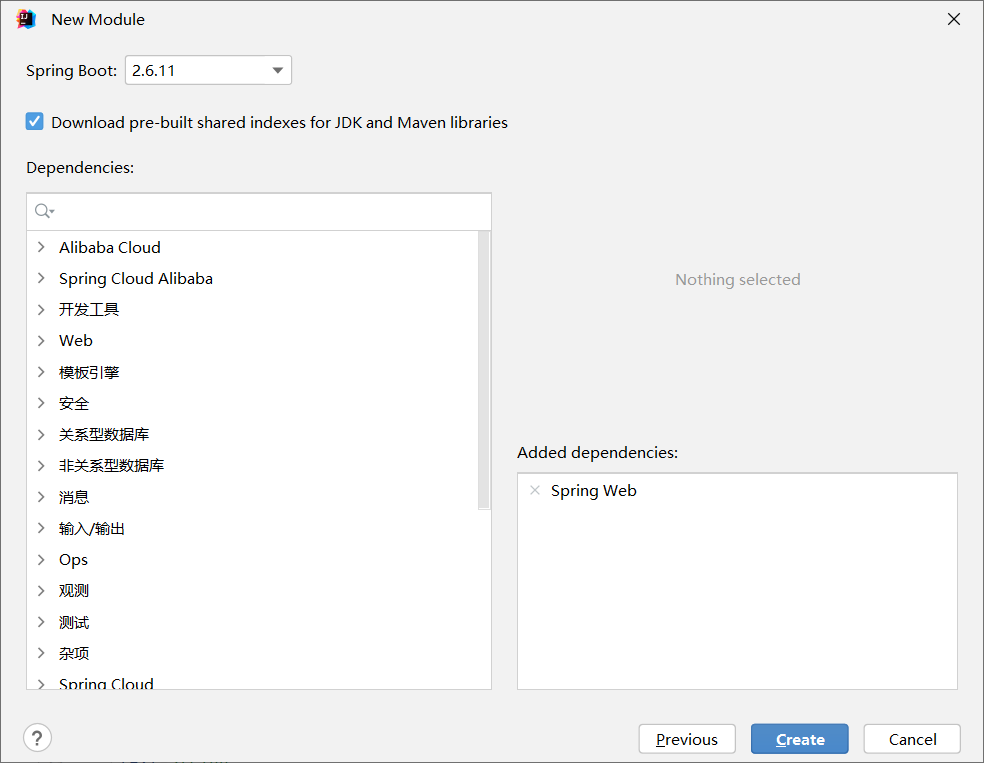 New Module
Spring Boot: 2.6.11
Download pre-built shared indexes for JDK and Maven libraries
Dependencies:
Alibaba Cloud
Spring Cloud Alibaba
开发工具
Web
模板引擎
安全
关系型数据库
非关系型数据库
消息
输入/输出
Ops
观测
测试
杂项
Spring Cloud
Nothing selected
Added dependencies:
Spring Web
?
Previous
Create
Cancel